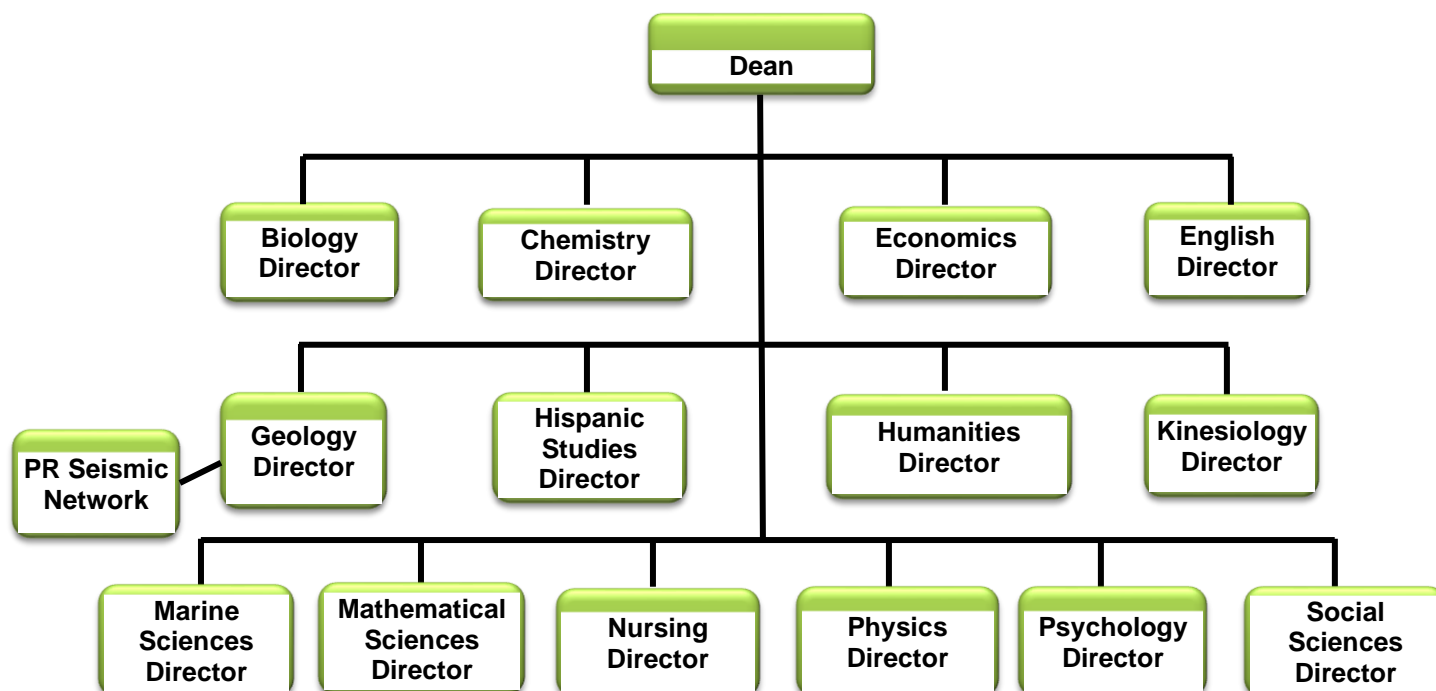 Dean
Biology
Director
Chemistry
Director
Economics
Director
English
Director
PR Seismic
Network
Geology
Director
Hispanic
Studies
Director
Humanities
Director
Kinesiology
Director
Marine
Sciences
Director
Mathematical
Sciences
Director
Nursing
Director
Physics
Director
Psychology
Director
Social
Sciences
Director